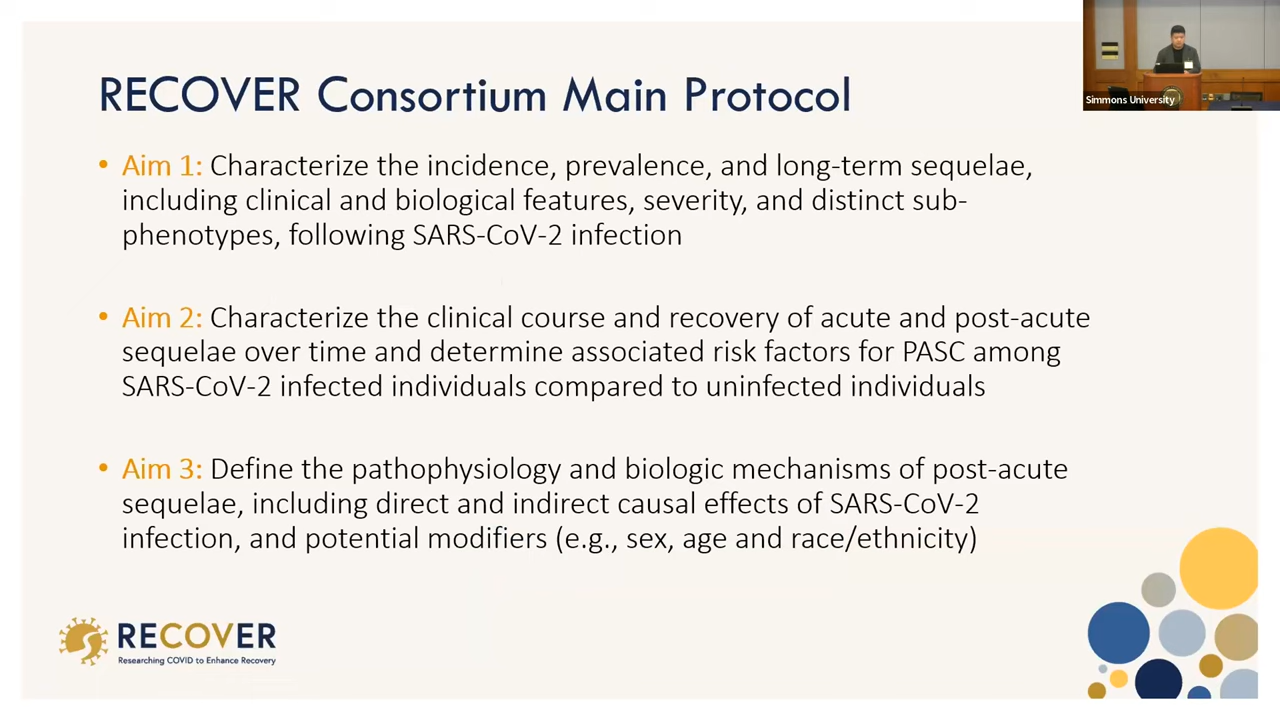 RECOVER Consortium Main Protocol
Simmons University
• Aim 1: Characterize the incidence, prevalence, and long-term sequelae,
including clinical and biological features, severity, and distinct sub-
phenotypes, following SARS-CoV-2 infection
• Aim 2: Characterize the clinical course and recovery of acute and post-acute
sequelae over time and determine associated risk factors for PASC among
SARS-CoV-2 infected individuals compared to uninfected individuals
• Aim 3: Define the pathophysiology and biologic mechanisms of post-acute
sequelae, including direct and indirect causal effects of SARS-CoV-2
infection, and potential modifiers (e.g., sex, age and race/ethnicity)
RECOVER
Researching COVID to Enhance Recovery